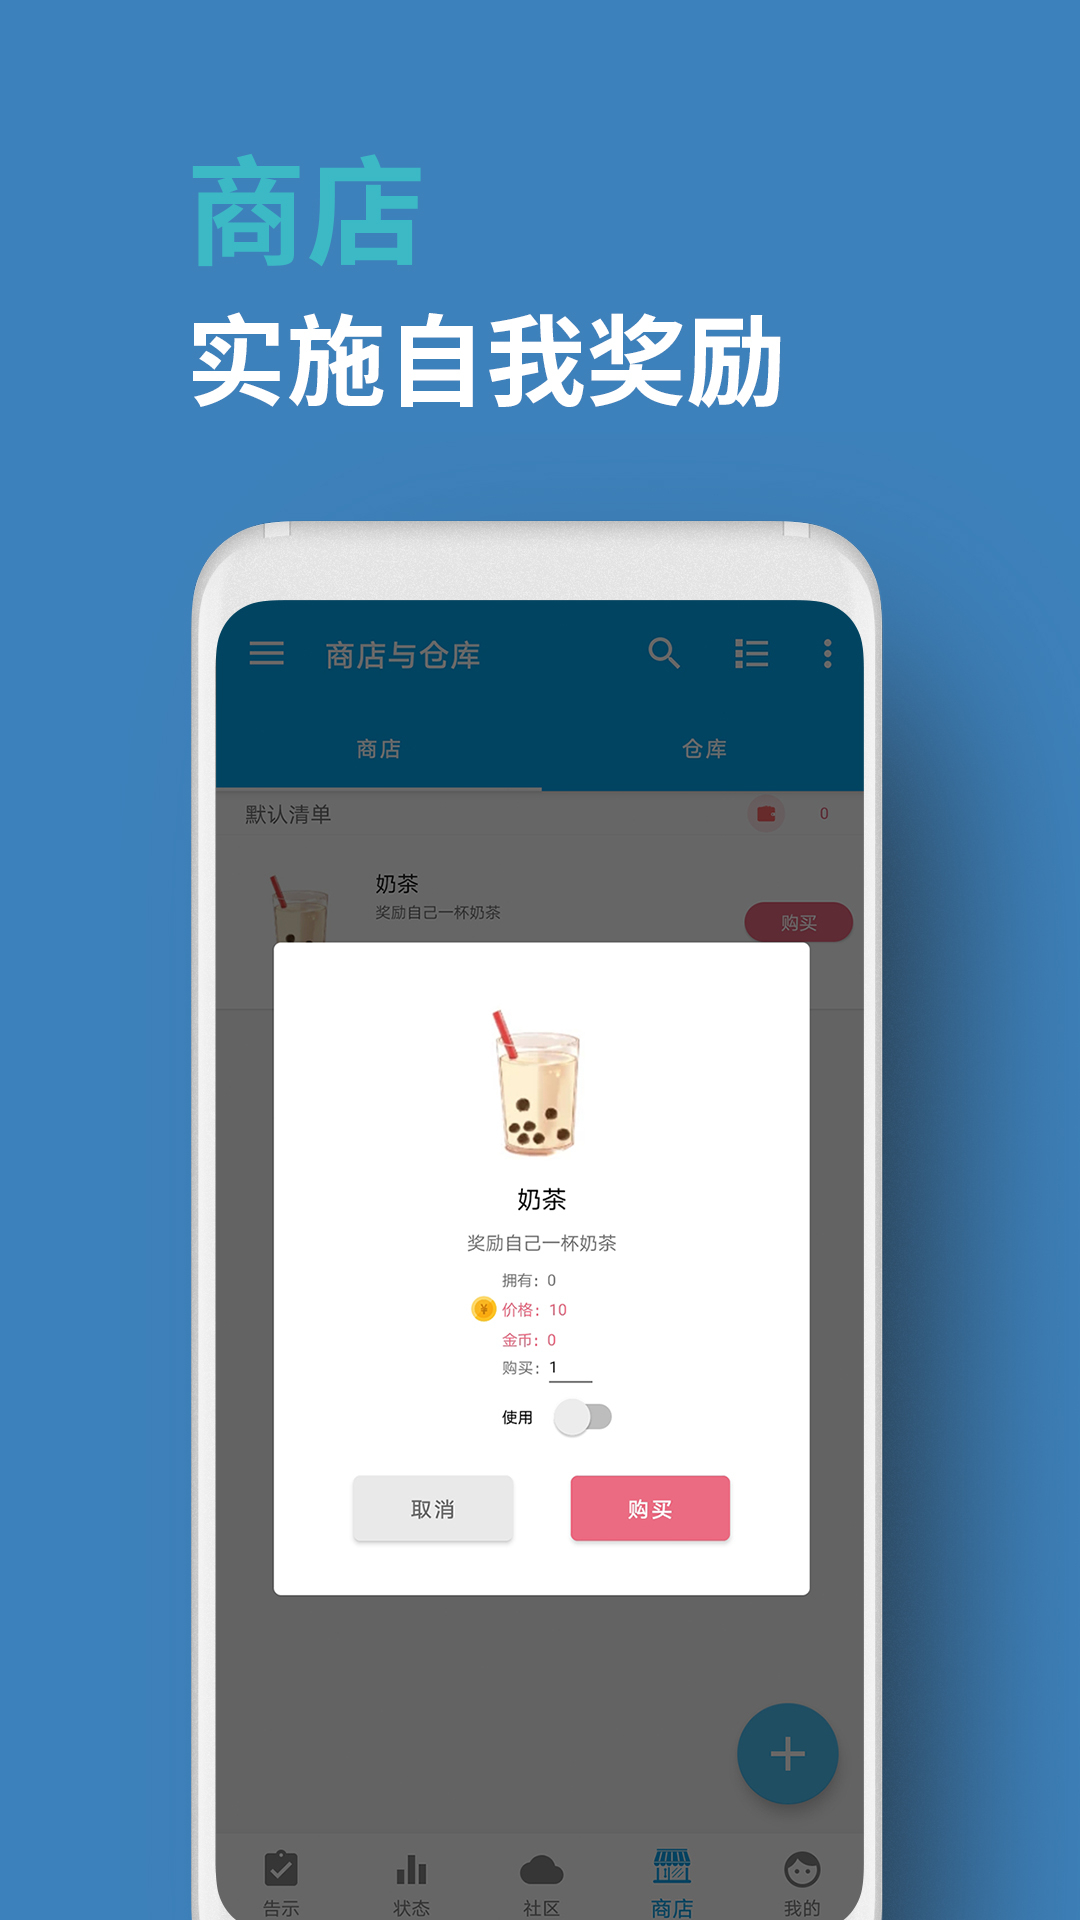 商店
实施自我奖励
商店与仓库
商店 仓库
默认清单 0
奶茶
奖励自己一杯奶茶
购买
奶茶
奖励自己一杯奶茶
拥有：0
¥ 价格：10
金币：0
购买：1
使用
取消 购买
告示 状态 社区 商店 我的